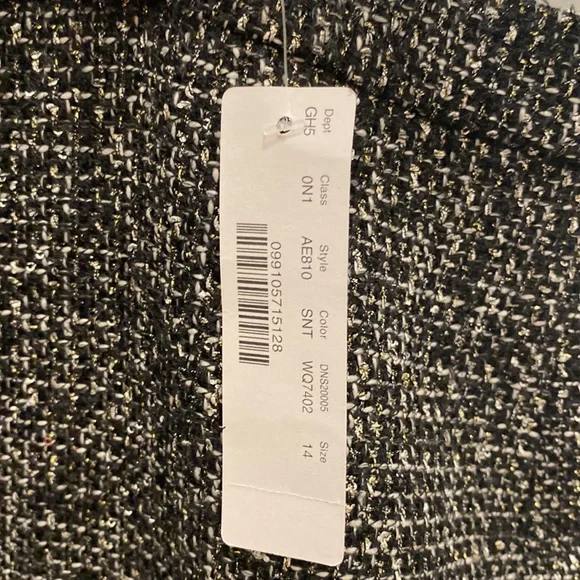 Dept Class Style Color DNS20005 Size
GH5 0N1 AE810 SNT WQ7402 14
099105715128